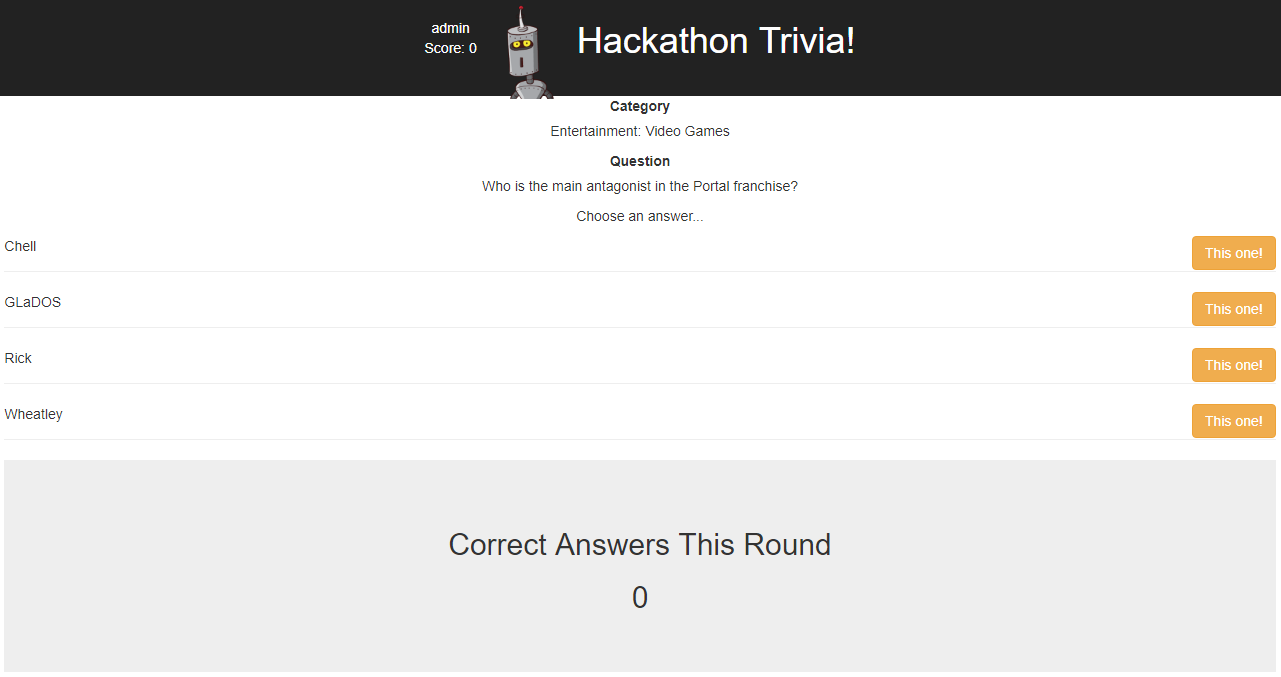 admin
Score: 0
Hackathon Trivia!
Category
Entertainment: Video Games
Question
Who is the main antagonist in the Portal franchise?
Choose an answer...
Chell
This one!
GLaDOS
This one!
Rick
This one!
Wheatley
This one!
Correct Answers This Round
0